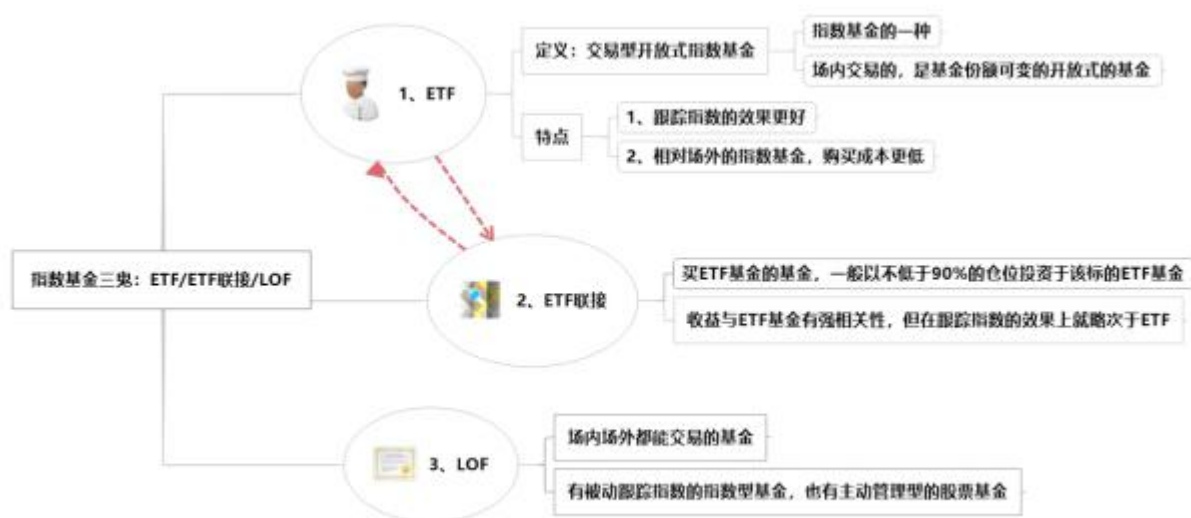 指数基金三鬼：ETF/ETF联接/LOF
1、ETF
定义：交易型开放式指数基金
指数基金的一种
场内交易的，是基金份额可变的开放式的基金
特点
1、跟踪指数的效果更好
2、相对场外的指数基金，购买成本更低
2、ETF联接
买ETF基金的基金，一般以不低于90%的仓位投资于该标的ETF基金
收益与ETF基金有强相关性，但在跟踪指数的效果上就略次于ETF
3、LOF
场内场外都能交易的基金
有被动跟踪指数的指数型基金，也有主动管理型的股票基金